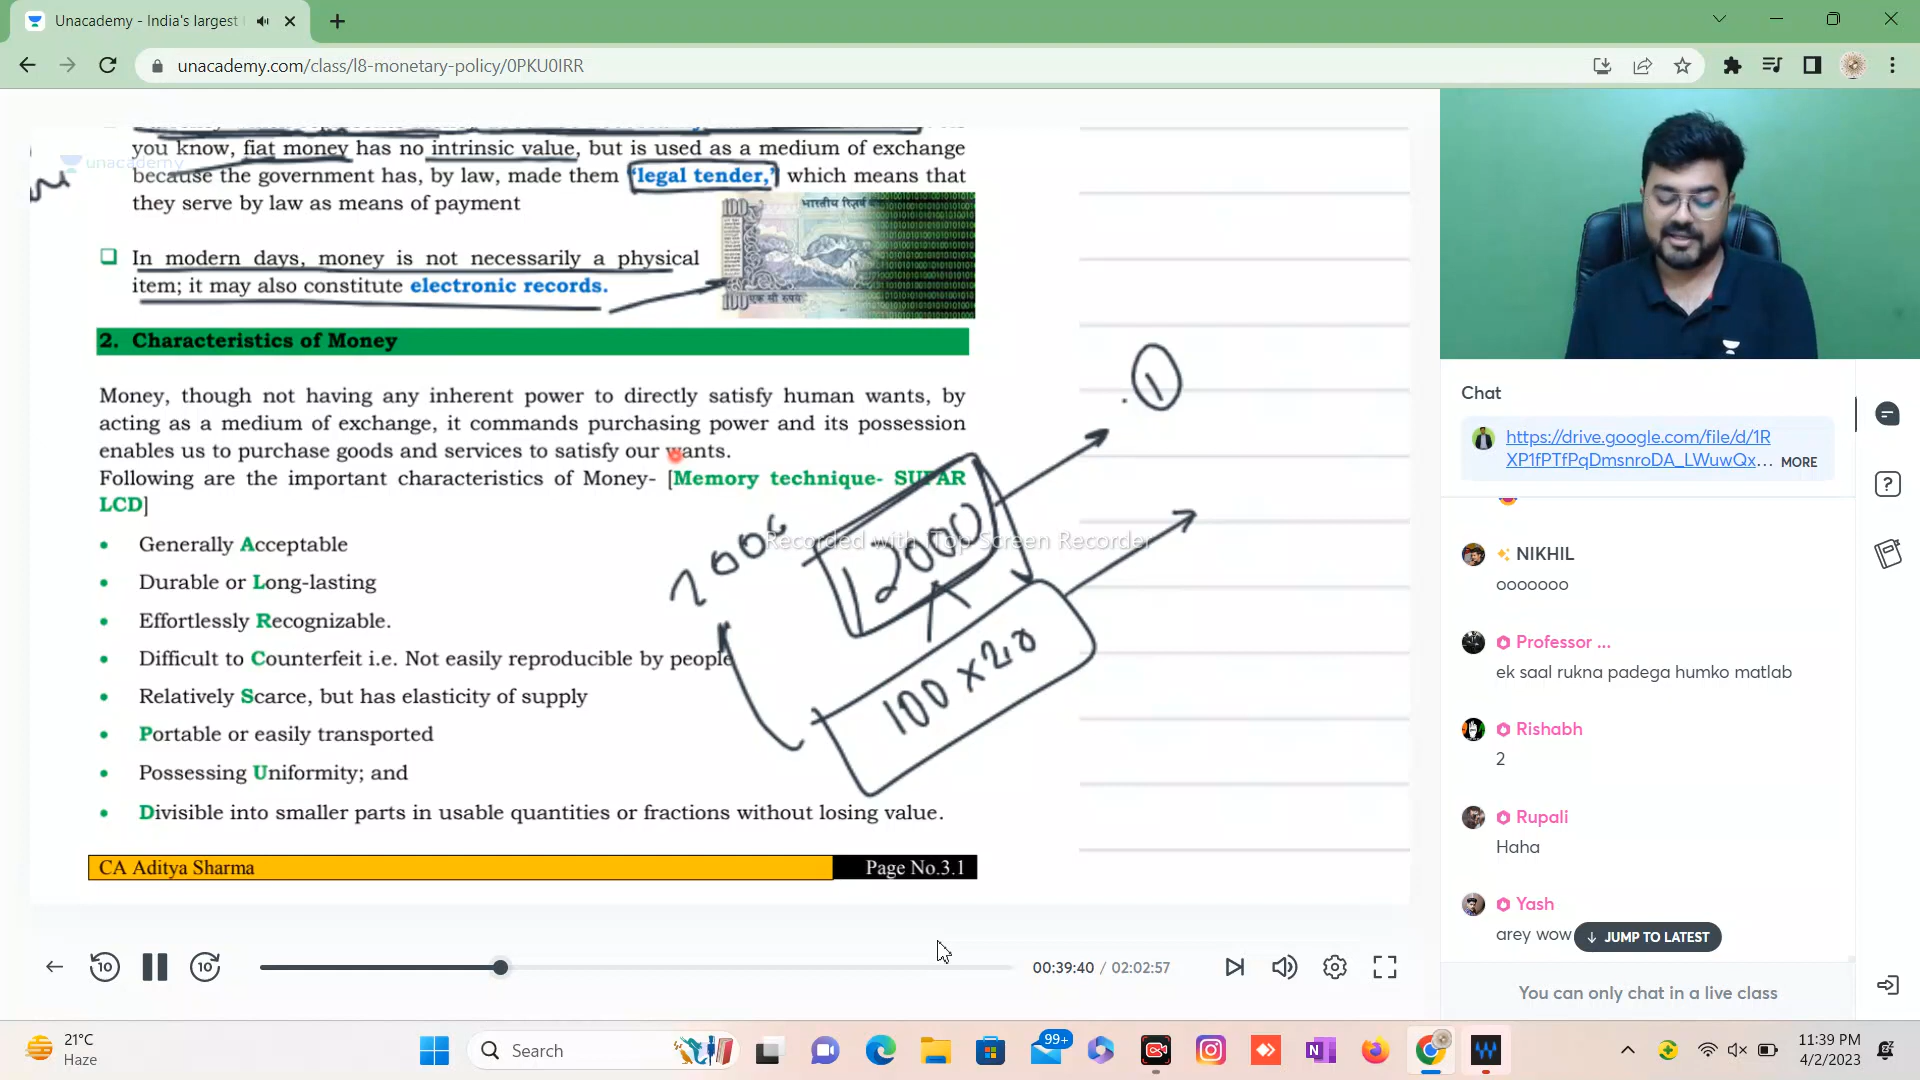 Unacademy - India's largest
unacademy.com/class/l8-monetary-policy/0PKU0IRR
you know, fiat money has no intrinsic value, but is used as a medium of exchange
unacademy
because the government has, by law, made them "legal tender," which means that
they serve by law as means of payment
100 भारतीय रिज़र्व
In modern days, money is not necessarily a physical
item; it may also constitute electronic records.
100 एक सौ रुपये
2. Characteristics of Money
Money, though not having any inherent power to directly satisfy human wants, by
acting as a medium of exchange, it commands purchasing power and its possession
enables us to purchase goods and services to satisfy our wants.
Following are the important characteristics of Money- [Memory technique- SUPAR
LCD]
• Generally Acceptable
• Durable or Long-lasting
• Effortlessly Recognizable.
• Difficult to Counterfeit i.e. Not easily reproducible by people
• Relatively Scarce, but has elasticity of supply
• Portable or easily transported
• Possessing Uniformity; and
• Divisible into smaller parts in usable quantities or fractions without losing value.
1
2000
12000
100 x 20
Recorded with iTop Screen Recorder
CA Aditya Sharma Page No.3.1
00:39:40 / 02:02:57
Chat
https://drive.google.com/file/d/1R
XP1fPTfPqDmsnroDA_LWuwQx... MORE
NIKHIL
ooooooo
Professor ...
ek saal rukna padega humko matlab
Rishabh
2
Rupali
Haha
Yash
arey wow
JUMP TO LATEST
You can only chat in a live class
21°C
Haze
Search
99+
11:39 PM
4/2/2023